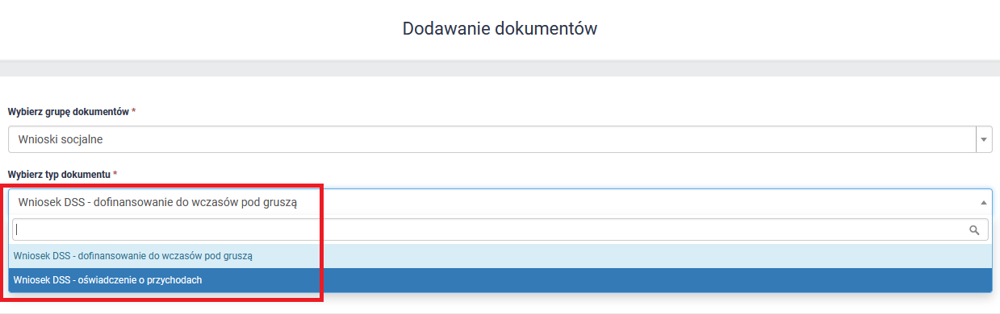 Dodawanie dokumentów
Wybierz grupę dokumentów *
Wnioski socjalne
Wybierz typ dokumentu *
Wniosek DSS - dofinansowanie do wczasów pod gruszą
Wniosek DSS - dofinansowanie do wczasów pod gruszą
Wniosek DSS - oświadczenie o przychodach